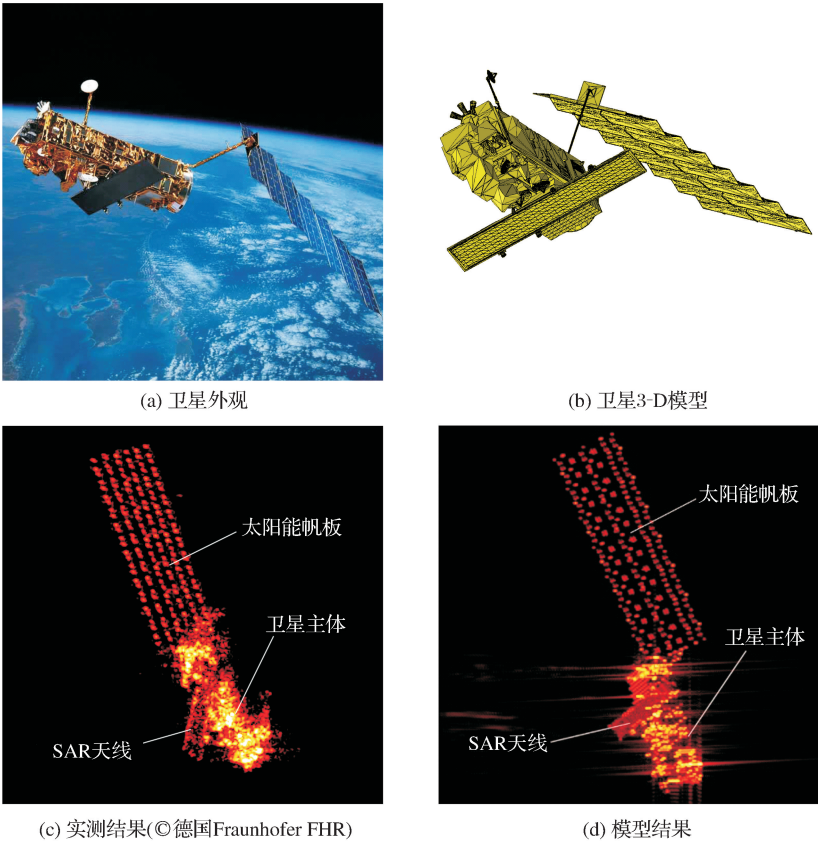 (a) 卫星外观
(b) 卫星3-D模型
太阳能帆板
卫星主体
SAR天线
太阳能帆板
卫星主体
SAR天线
(c) 实测结果(©德国Fraunhofer FHR)
(d) 模型结果